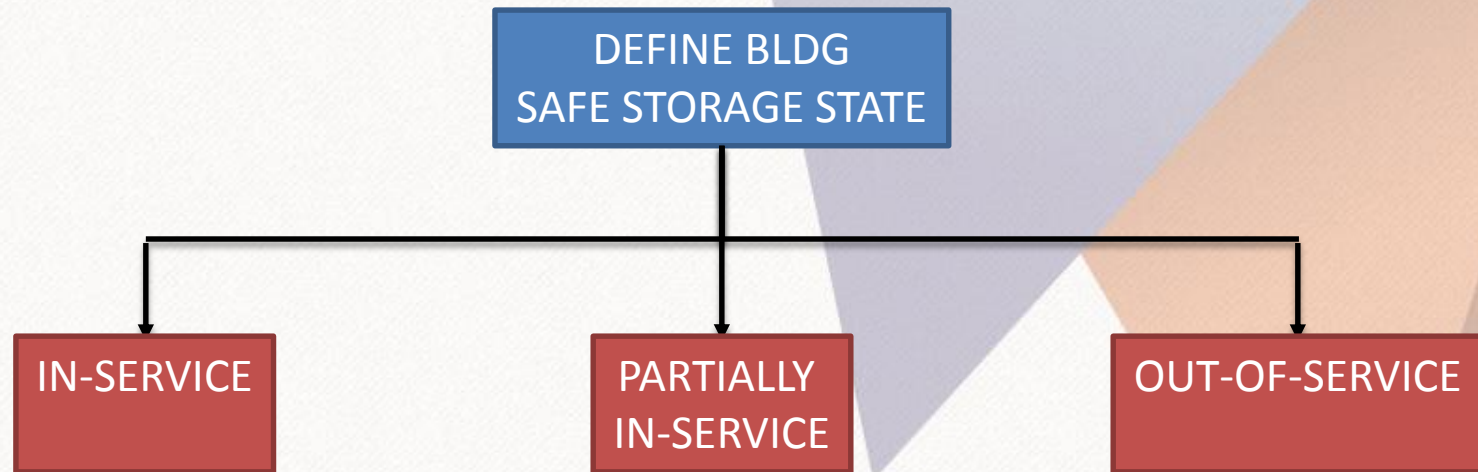 DEFINE BLDG
SAFE STORAGE STATE
IN-SERVICE
PARTIALLY
IN-SERVICE
OUT-OF-SERVICE